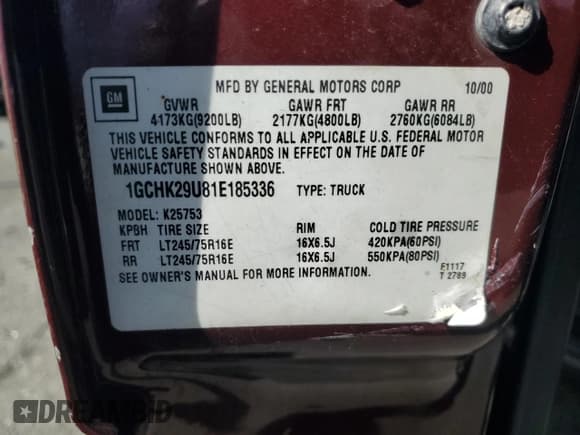 GM
MFD BY GENERAL MOTORS CORP 10/00
GVWR GAWR FRT GAWR RR
4173KG(9200LB) 2177KG(4800LB) 2760KG(6084LB)
THIS VEHICLE CONFORMS TO ALL APPLICABLE U.S. FEDERAL MOTOR
VEHICLE SAFETY STANDARDS IN EFFECT ON THE DATE OF
MANUFACTURE SHOWN ABOVE.
1GCHK29U81E185336 TYPE: TRUCK
MODEL: K25753
KPBH TIRE SIZE RIM COLD TIRE PRESSURE
FRT LT245/75R16E 16X6.5J 420KPA(60PSI)
RR LT245/75R16E 16X6.5J 550KPA(80PSI)
SEE OWNER'S MANUAL FOR MORE INFORMATION.
E1117
T 2789
DREAMBID